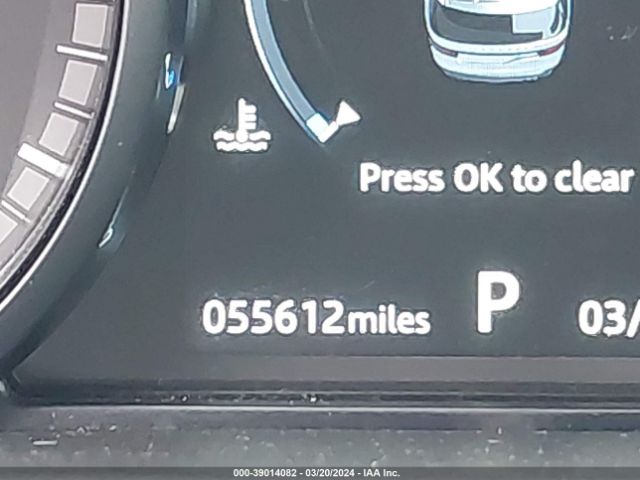 Press OK to clear
055612miles P 03/
000-39014082 - 03/20/2024 - IAA Inc.